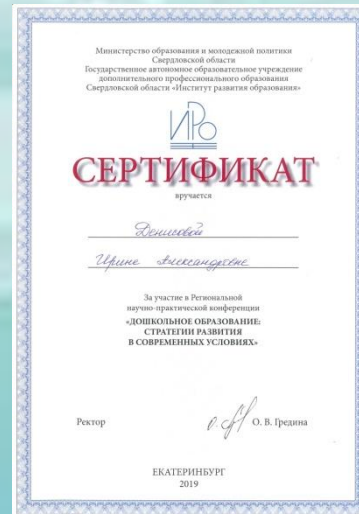 Министерство образования и молодежной политики
Свердловской области
Государственное автономное образовательное учреждение
дополнительного профессионального образования
Свердловской области «Институт развития образования»
ИРО
СЕРТИФИКАТ
вручается
Денисовой
Ирине Александровне
За участие в Региональной
научно-практической конференции
«ДОШКОЛЬНОЕ ОБРАЗОВАНИЕ:
СТРАТЕГИИ РАЗВИТИЯ
В СОВРЕМЕННЫХ УСЛОВИЯХ»
Ректор О. В. Гредина
ЕКАТЕРИНБУРГ
2019